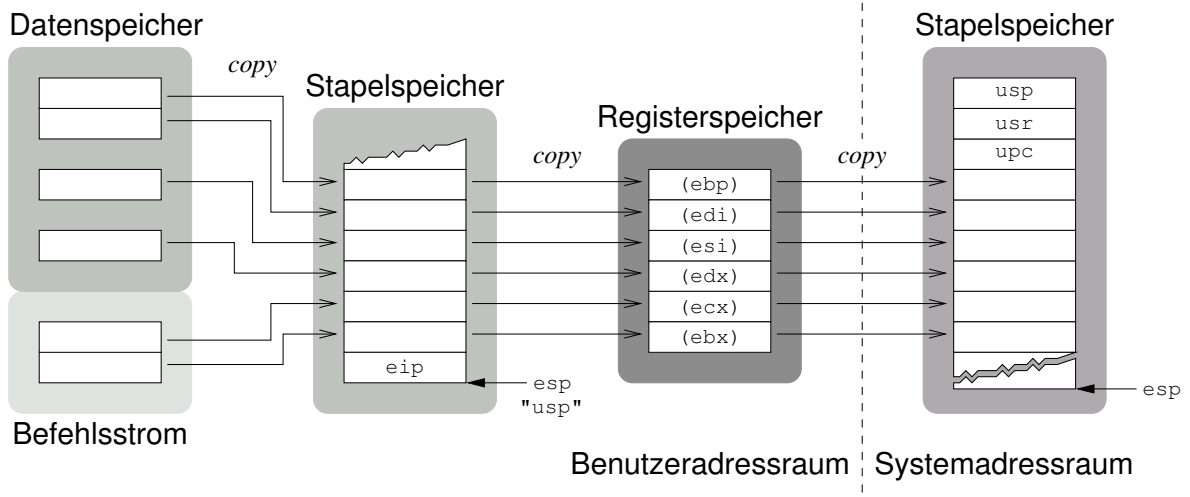 Datenspeicher
copy
Stapelspeicher
Registerspeicher
Stapelspeicher
usp
usr
upc
copy
copy
(ebp)
(edi)
(esi)
(edx)
(ecx)
(ebx)
eip
esp
"usp"
esp
Befehlsstrom
Benutzeradressraum
Systemadressraum